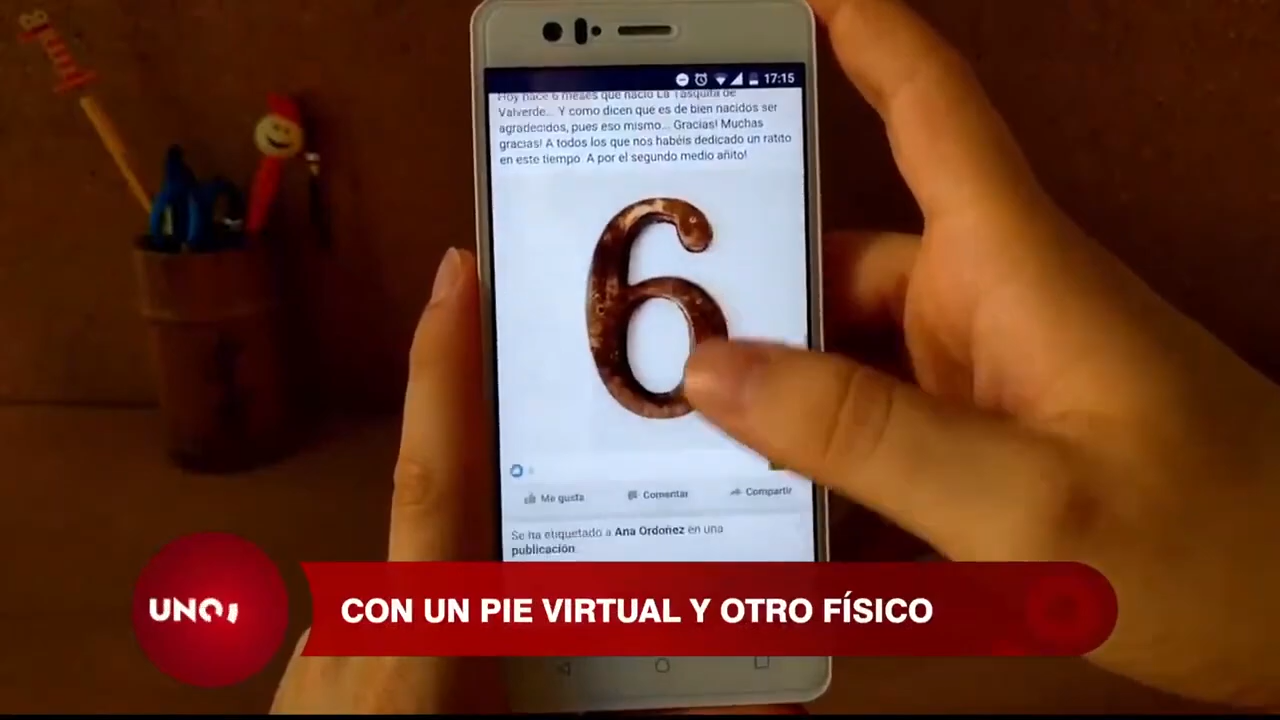 17:15
Hoy hace 6 meses que nació La Tasquita de
Valverde... Y como dicen que es de bien nacidos ser
agradecidos, pues eso mismo... Gracias! Muchas
gracias! A todos los que nos habéis dedicado un ratito
en este tiempo. A por el segundo medio añito!
6
Me gusta Comentar Compartir
Se ha etiquetado a Ana Ordoñez en una
publicación.
UNO
CON UN PIE VIRTUAL Y OTRO FÍSICO